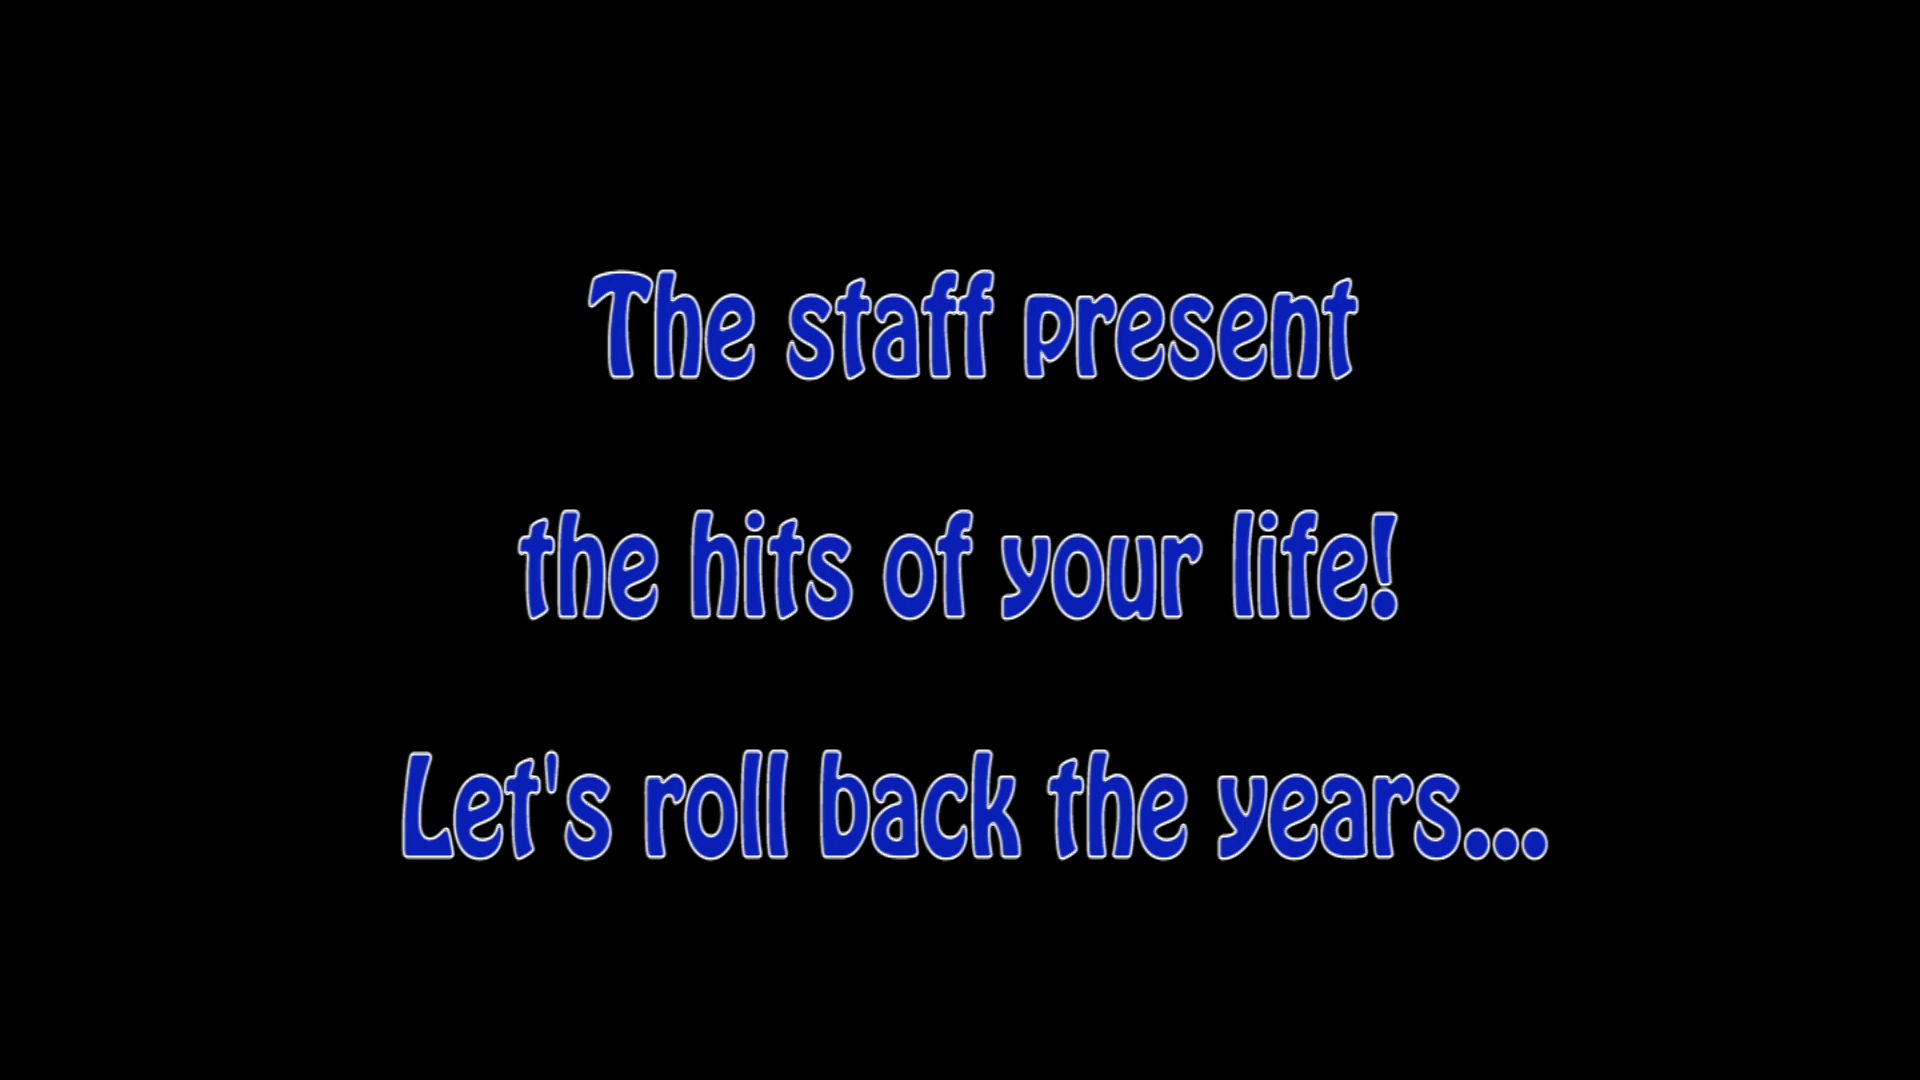 The staff present
the hits of your life!
Let's roll back the years...